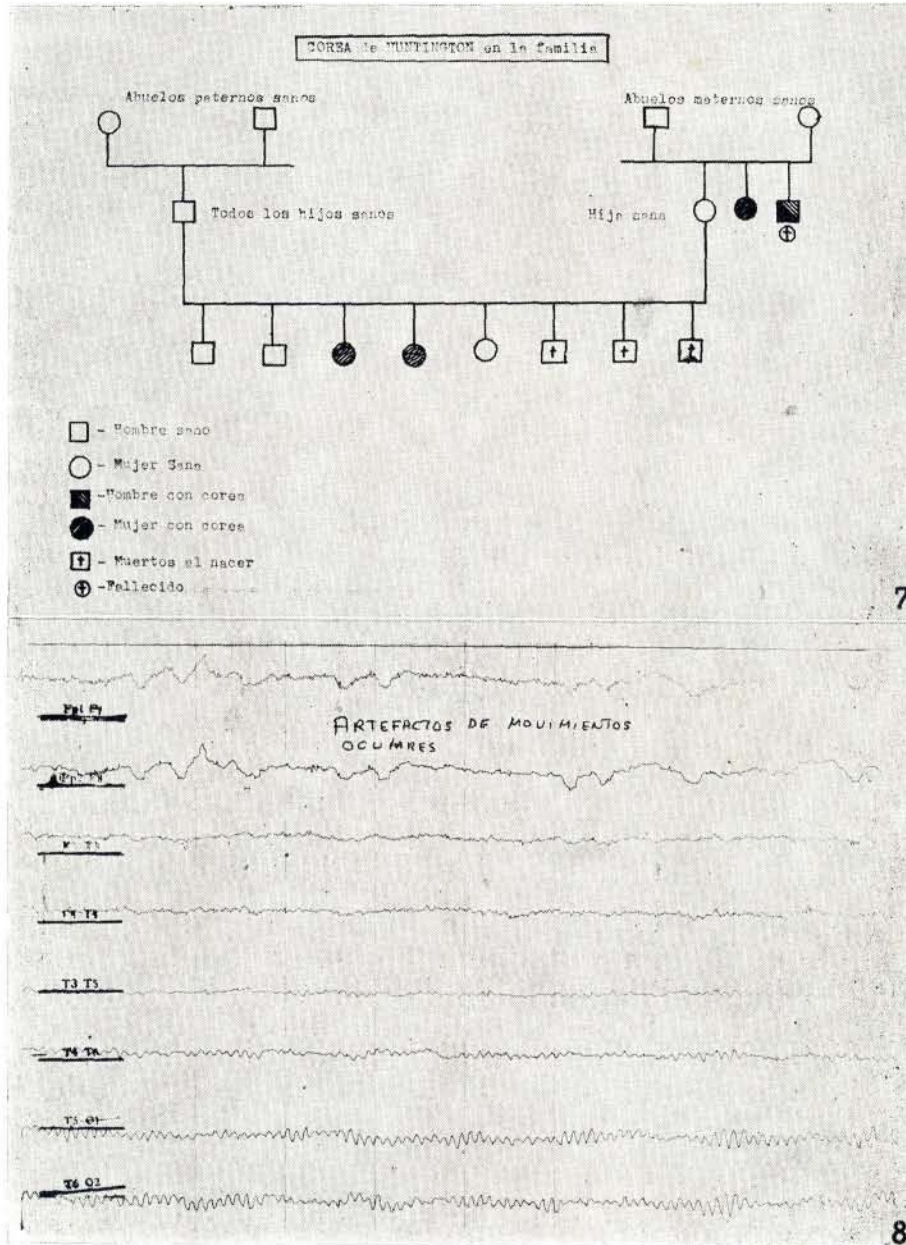 COREA de HUNTINGTON en la familia
Abuelos paternos sanos
Abuelos maternos sanos
Todos los hijos sanos
Hija sana
- Hombre sano
- Mujer Sana
-Hombre con corea
- Mujer con corea
- Muertos al nacer
-Fallecido
7
ARTEFACTOS DE MOVIMIENTOS
OCULARES
T3 T5
T5 O1
T6 O2
8